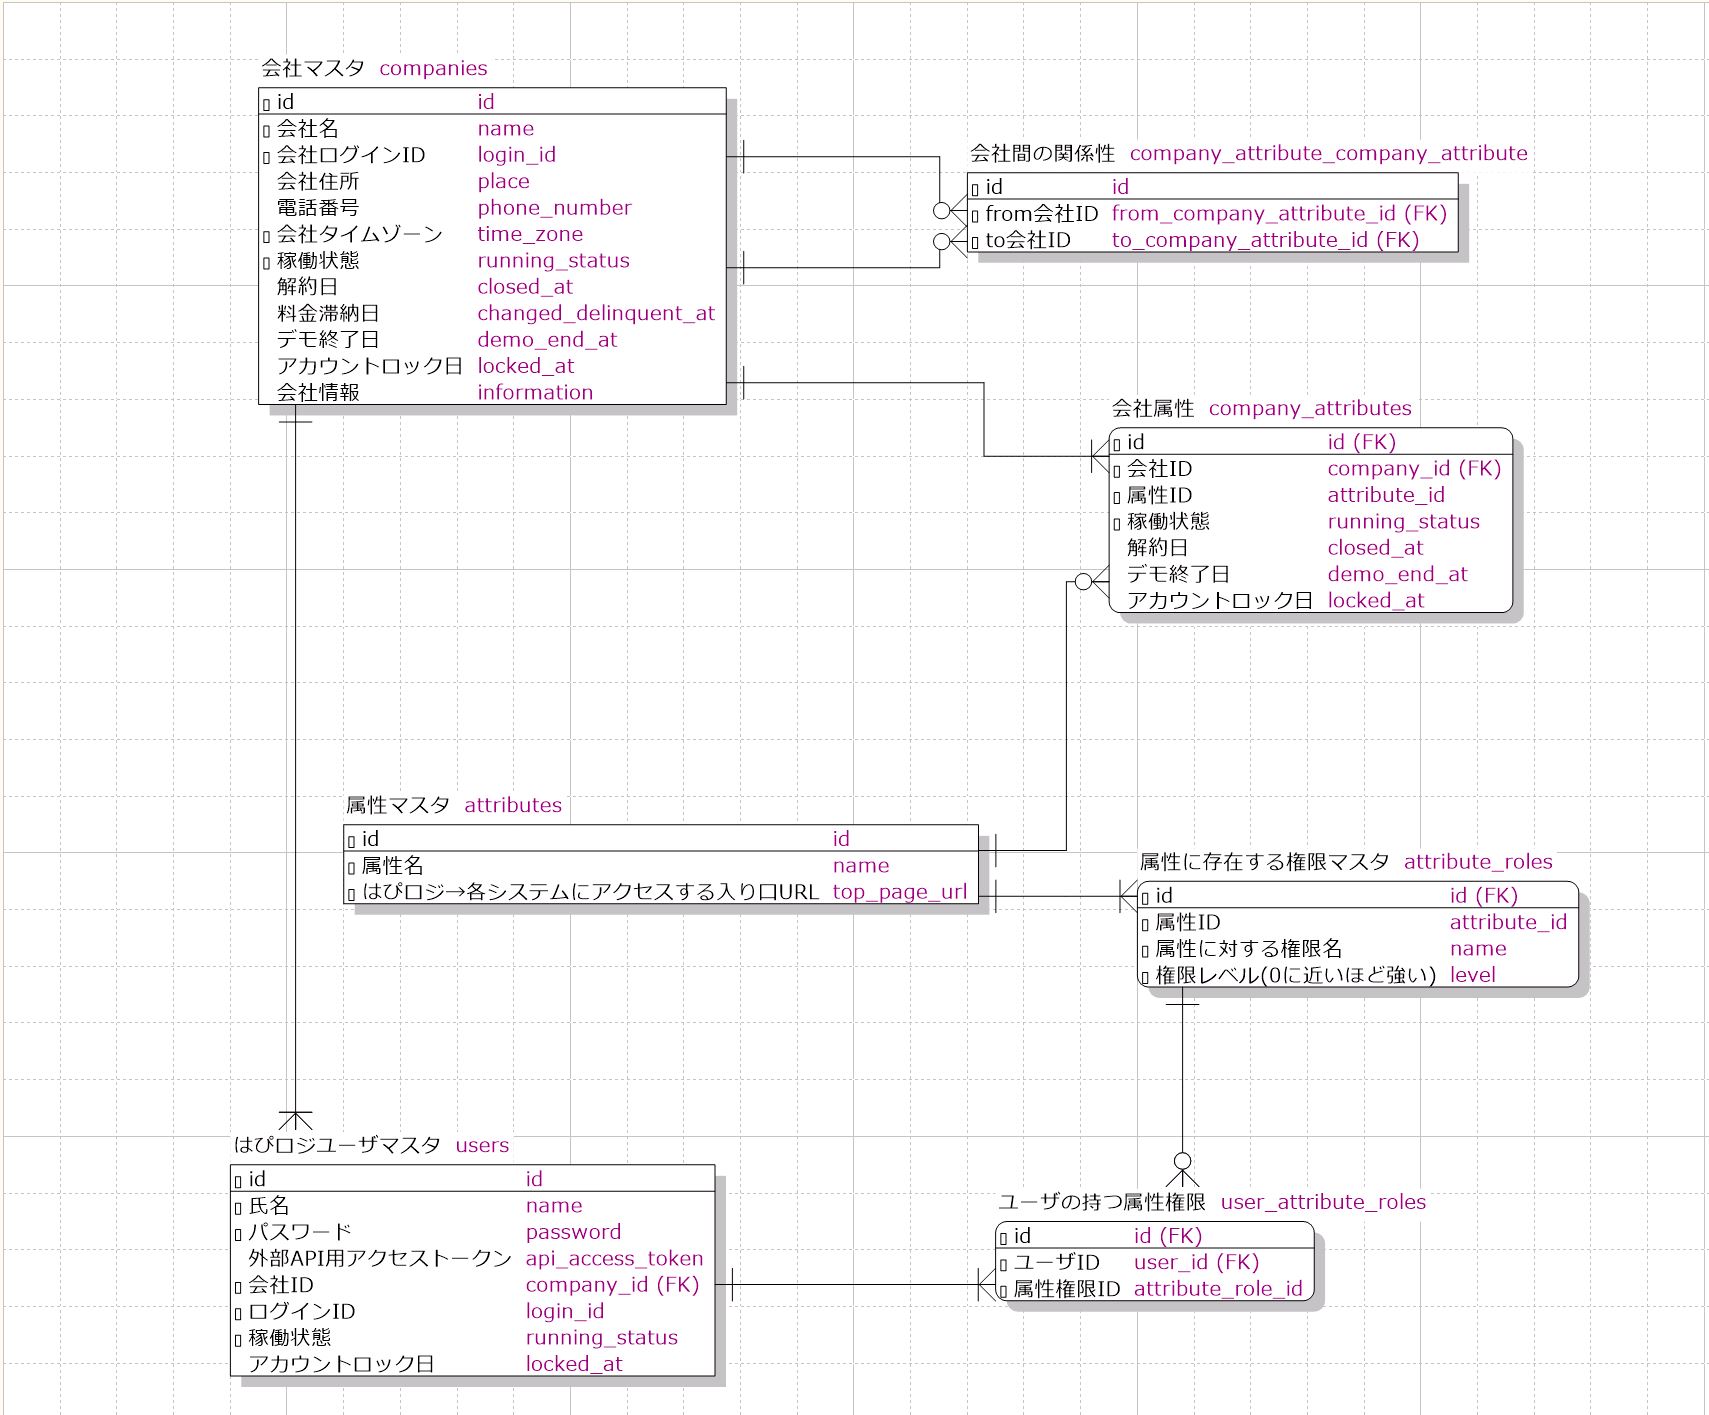 会社マスタ companies
id id
会社名 name
会社ログインID login_id
会社住所 place
電話番号 phone_number
会社タイムゾーン time_zone
稼働状態 running_status
解約日 closed_at
料金滞納日 changed_delinquent_at
デモ終了日 demo_end_at
アカウントロック日 locked_at
会社情報 information
会社間の関係性 company_attribute_company_attribute
id id
from会社ID from_company_attribute_id (FK)
to会社ID to_company_attribute_id (FK)
会社属性 company_attributes
id id (FK)
会社ID company_id (FK)
属性ID attribute_id
稼働状態 running_status
解約日 closed_at
デモ終了日 demo_end_at
アカウントロック日 locked_at
属性マスタ attributes
id id
属性名 name
はぴロジ→各システムにアクセスする入り口URL top_page_url
属性に存在する権限マスタ attribute_roles
id id (FK)
属性ID attribute_id
属性に対する権限名 name
権限レベル(0に近いほど強い) level
はぴロジユーザマスタ users
id id
氏名 name
パスワード password
外部API用アクセストークン api_access_token
会社ID company_id (FK)
ログインID login_id
稼働状態 running_status
アカウントロック日 locked_at
ユーザの持つ属性権限 user_attribute_roles
id id (FK)
ユーザID user_id (FK)
属性権限ID attribute_role_id